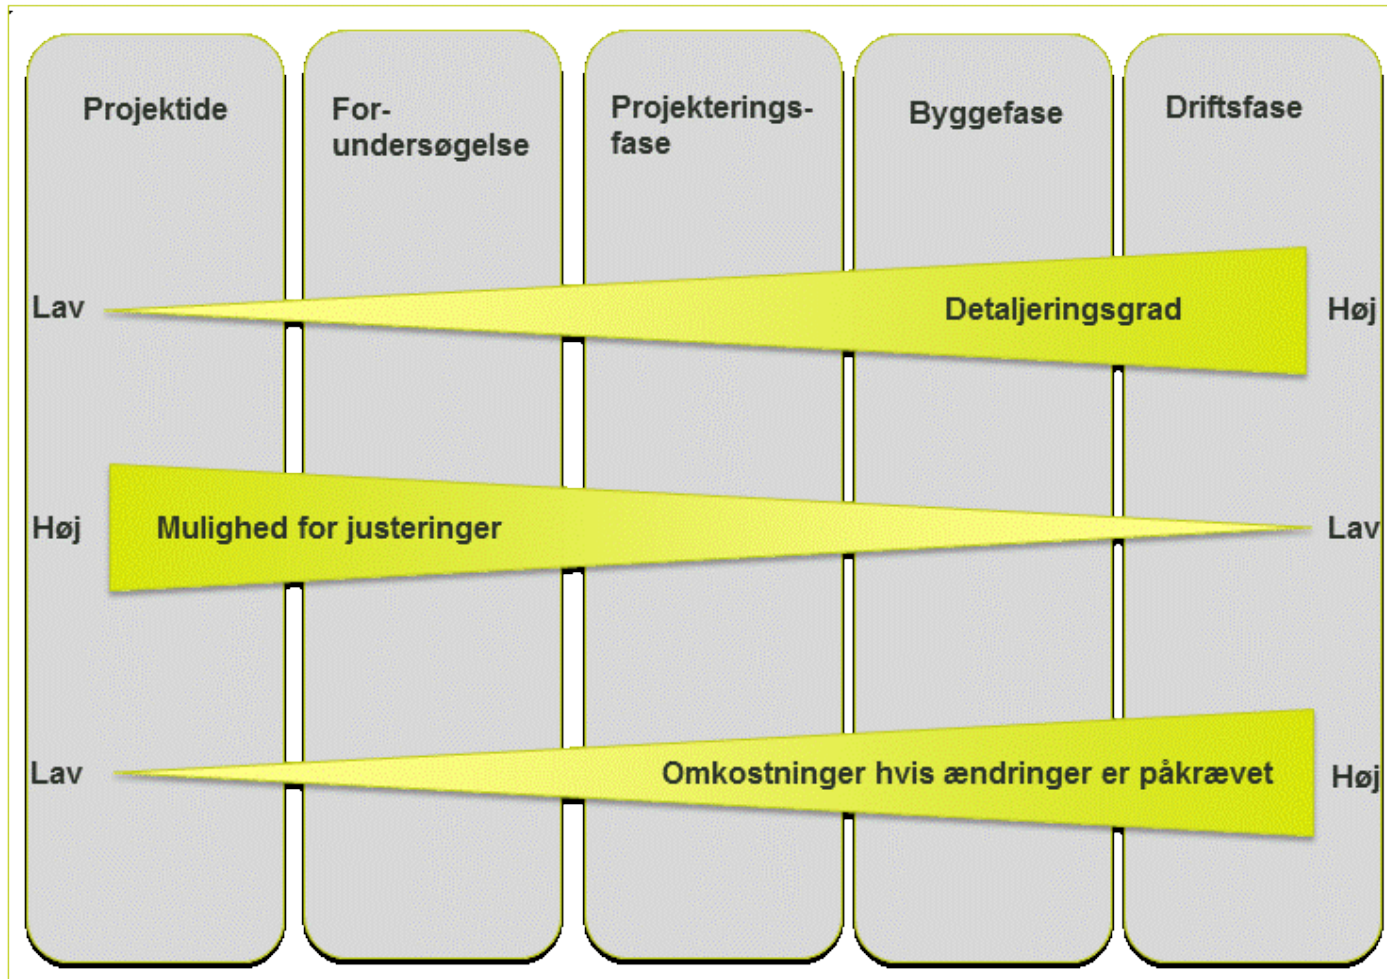 Projektide
For-
undersøgelse
Projekterings-
fase
Byggefase
Driftsfase
Lav
Detaljeringsgrad
Høj
Høj
Mulighed for justeringer
Lav
Lav
Omkostninger hvis ændringer er påkrævet
Høj